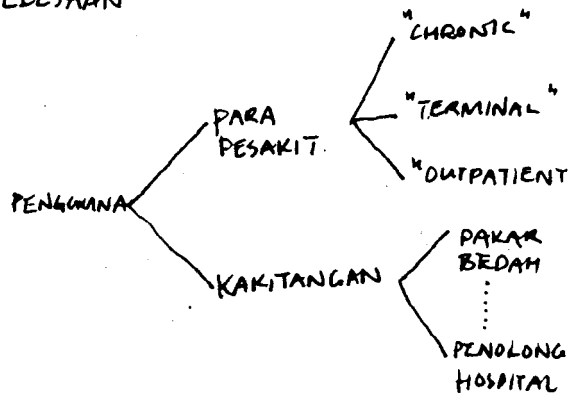 "CHRONIC"
PARA
PESAKIT.
"TERMINAL"
"OUTPATIENT
PENGGUNA
KAKITANGAN
PAKAR
BEDAH
PENOLONG
HOSPITAL